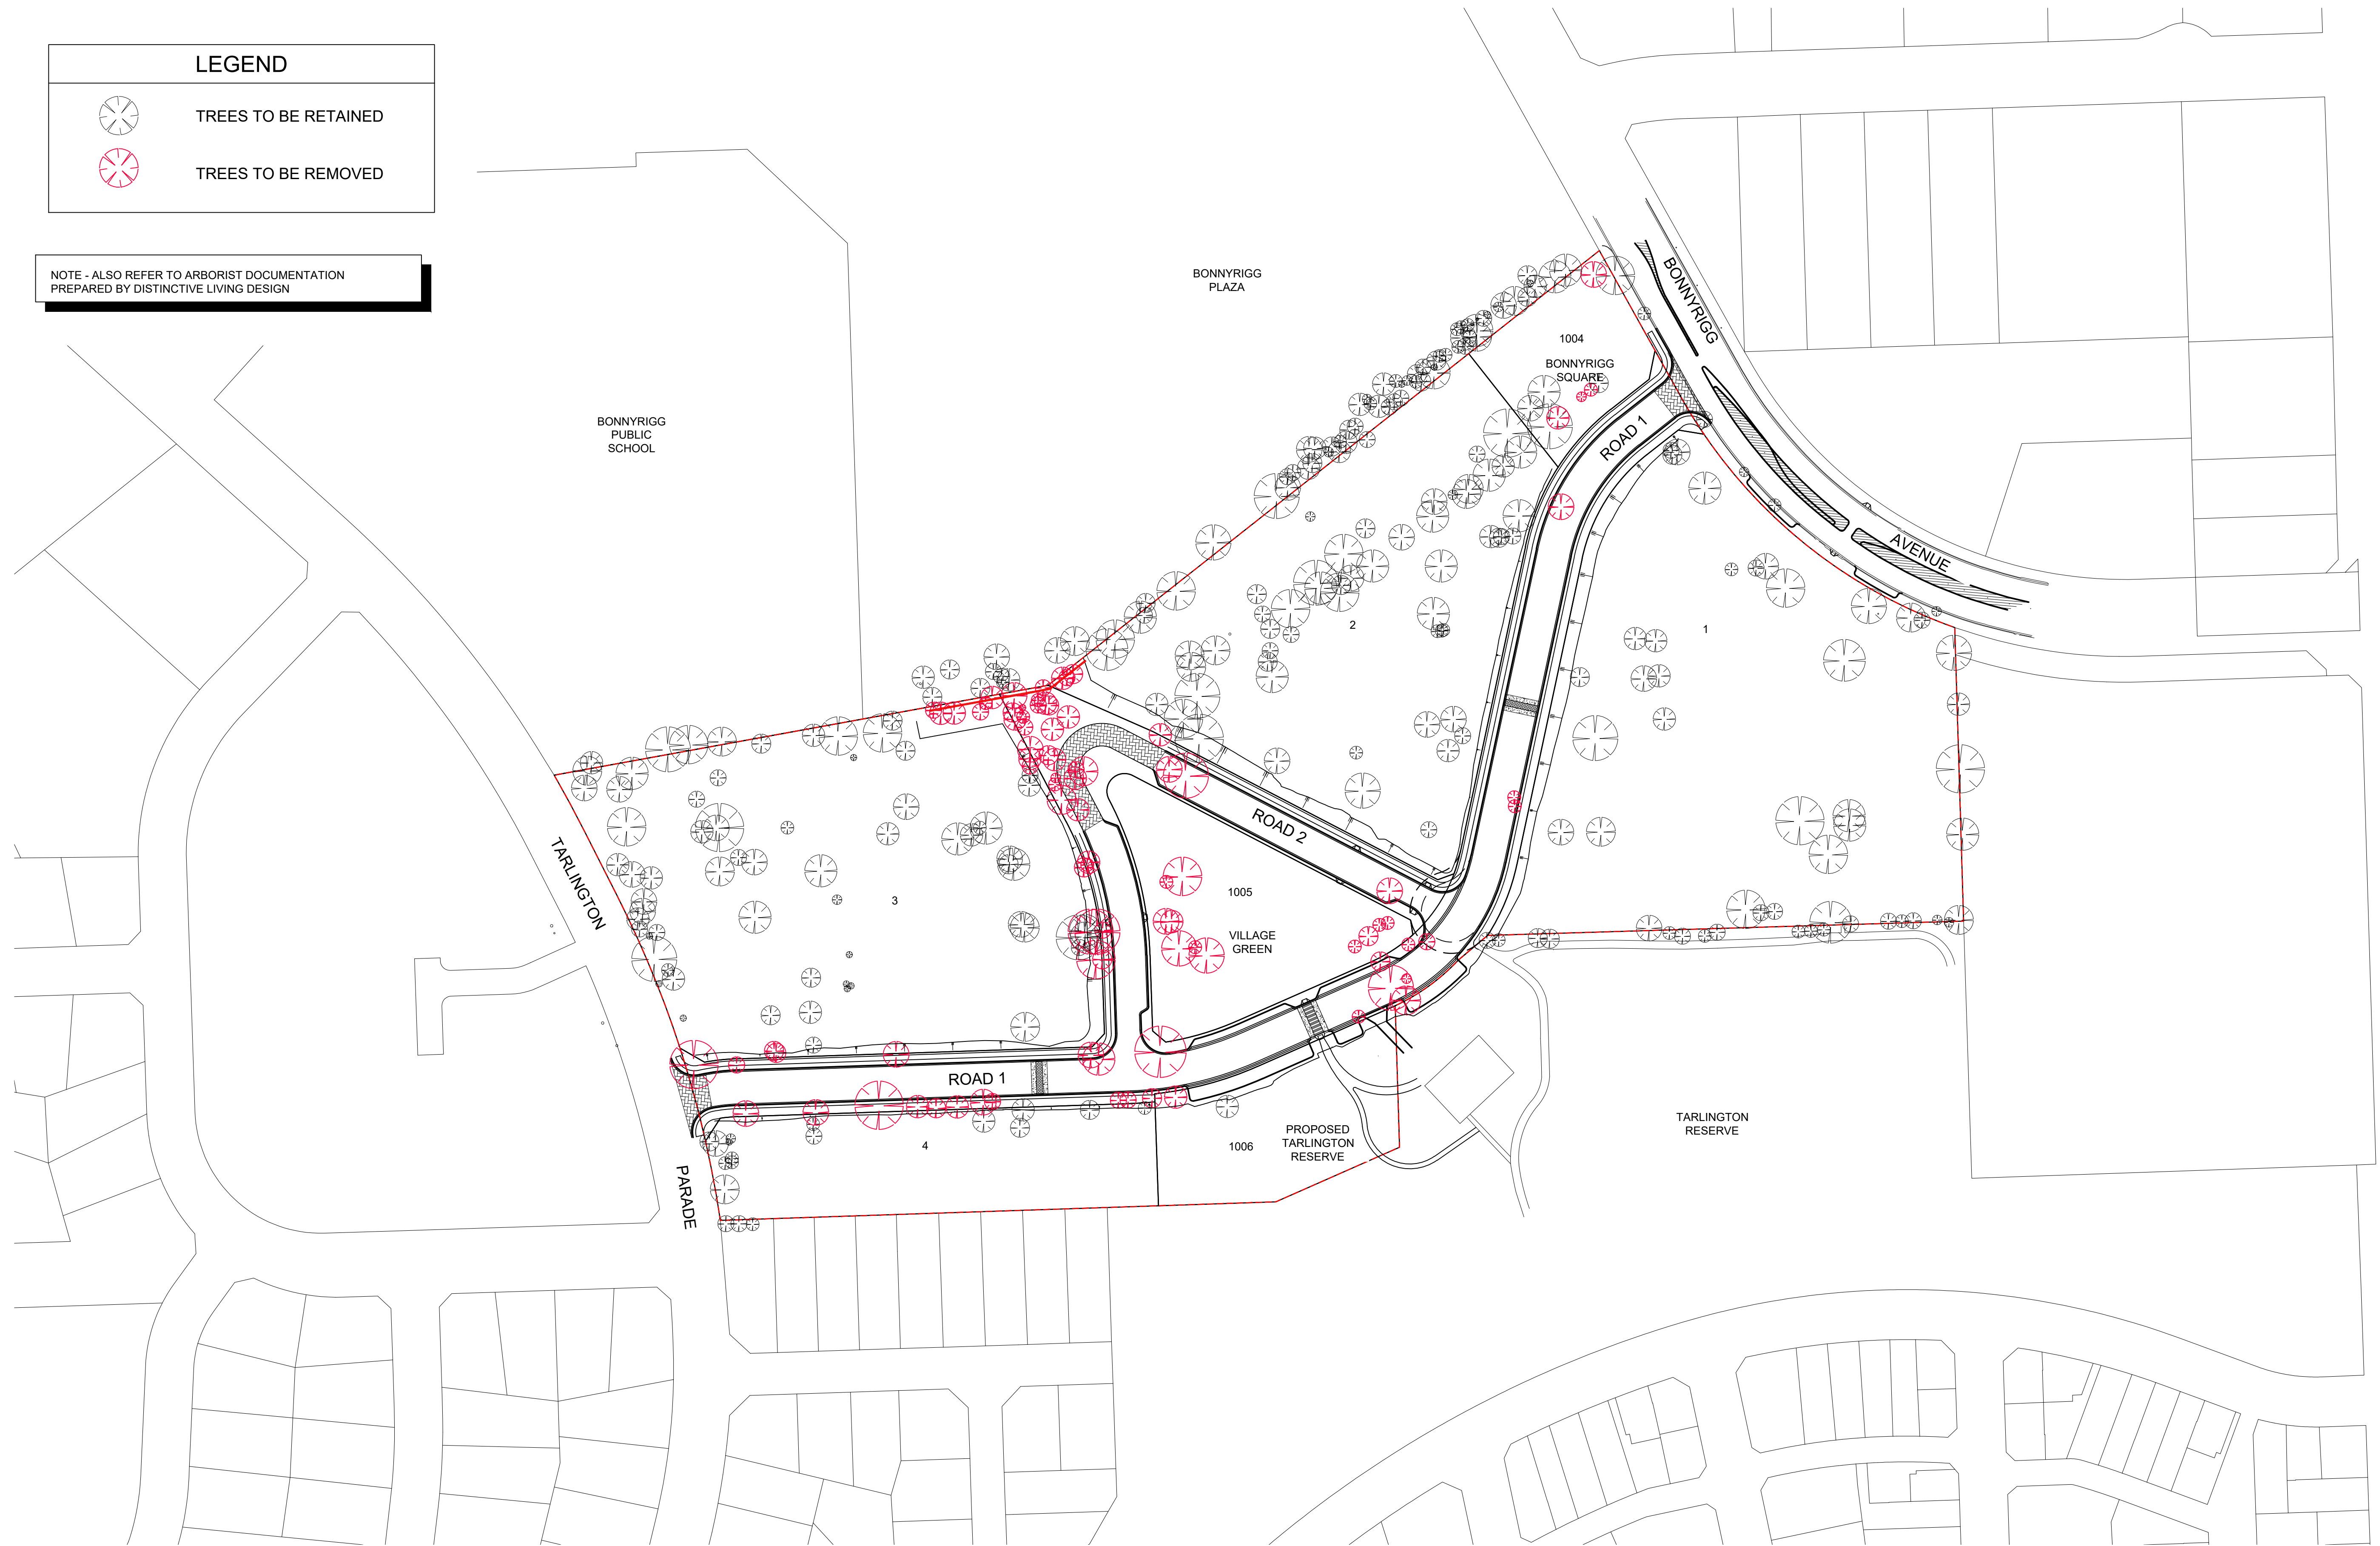 LEGEND
TREES TO BE RETAINED
TREES TO BE REMOVED
NOTE - ALSO REFER TO ARBORIST DOCUMENTATION
PREPARED BY DISTINCTIVE LIVING DESIGN
BONNYRIGG
PLAZA
BONNYRIGG
PUBLIC
SCHOOL
BONNYRIGG
AVENUE
1004
BONNYRIGG
SQUARE
ROAD 1
2
1
ROAD 2
TARLINGTON
PARADE
3
1005
VILLAGE
GREEN
ROAD 1
4
1006
PROPOSED
TARLINGTON
RESERVE
TARLINGTON
RESERVE